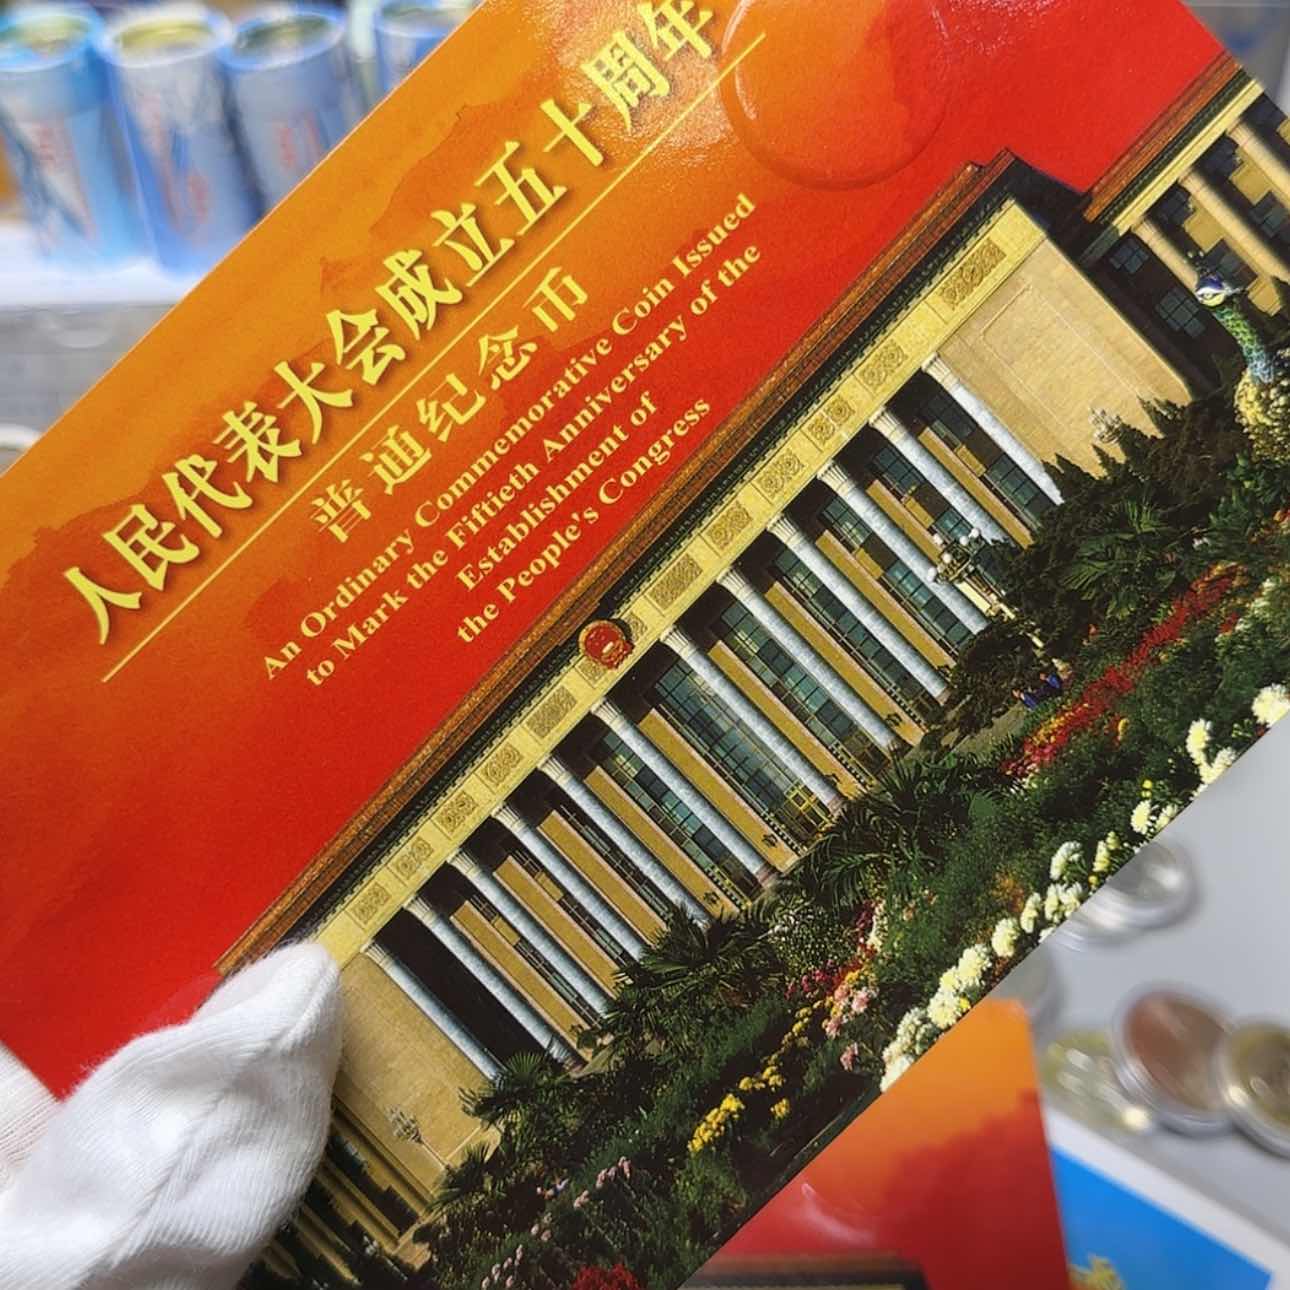 人民代表大会成立五十周年
普通纪念币
An Ordinary Commemorative Coin Issued
to Mark the Fiftieth Anniversary of the
Establishment of
the People's Congress